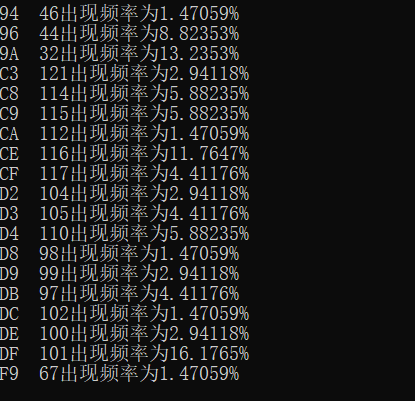 94 46出现频率为1.47059%
96 44出现频率为8.82353%
9A 32出现频率为13.2353%
C3 121出现频率为2.94118%
C8 114出现频率为5.88235%
C9 115出现频率为5.88235%
CA 112出现频率为1.47059%
CE 116出现频率为11.7647%
CF 117出现频率为4.41176%
D2 104出现频率为2.94118%
D3 105出现频率为4.41176%
D4 110出现频率为5.88235%
D8 98出现频率为1.47059%
D9 99出现频率为2.94118%
DB 97出现频率为4.41176%
DC 102出现频率为1.47059%
DE 100出现频率为2.94118%
DF 101出现频率为16.1765%
F9 67出现频率为1.47059%